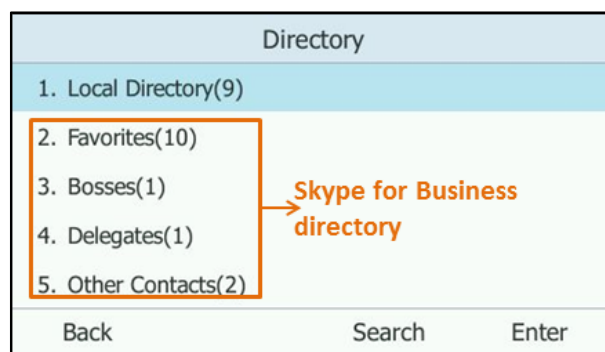 Directory
1. Local Directory(9)
2. Favorites(10)
3. Bosses(1)
4. Delegates(1)
5. Other Contacts(2)
Skype for Business
directory
Back Search Enter